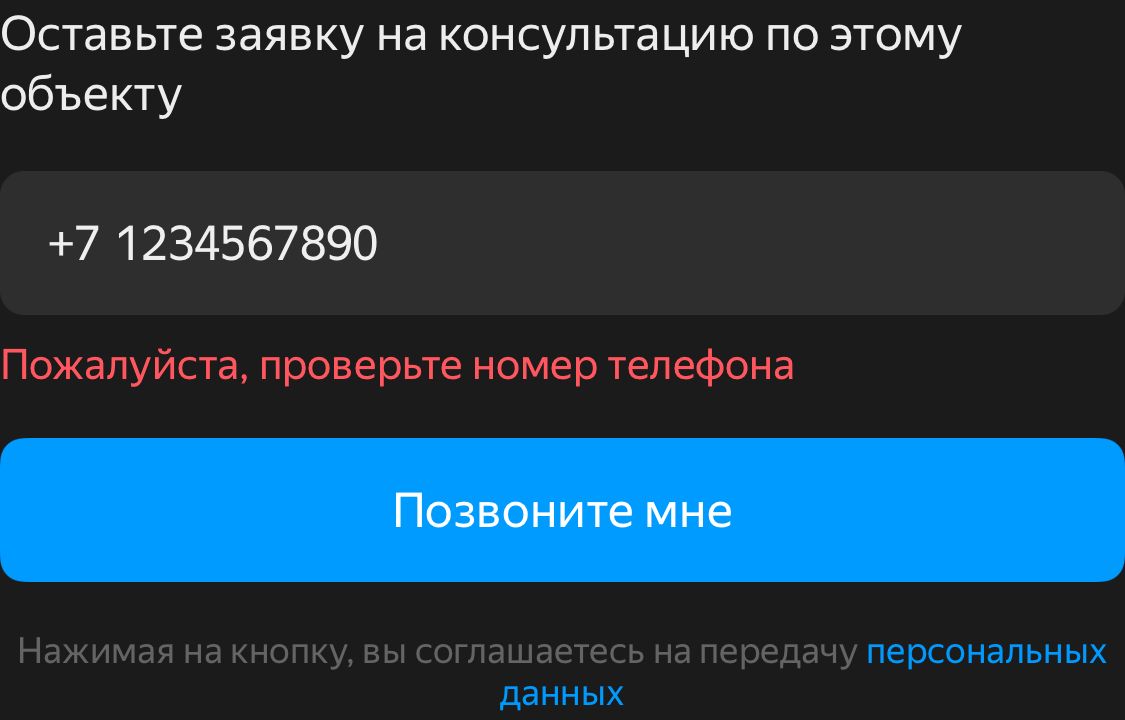 Оставьте заявку на консультацию по этому
объекту
+7 1234567890
Пожалуйста, проверьте номер телефона
Позвоните мне
Нажимая на кнопку, вы соглашаетесь на передачу персональных
данных